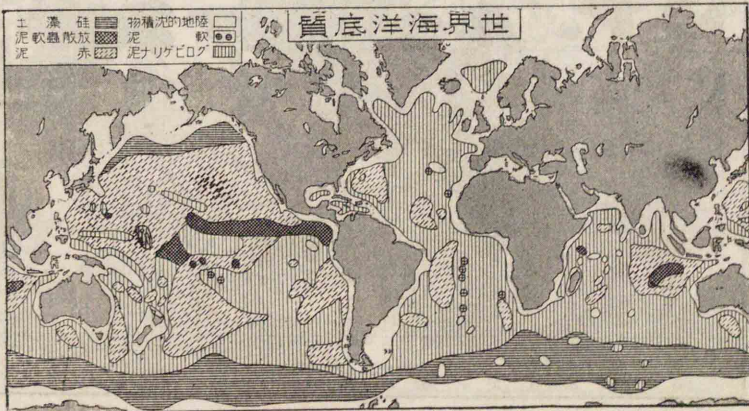 世界海洋底質
陸地的沈積物
軟泥
グロビゲリナ泥
硅藻土
放散蟲軟泥
赤泥